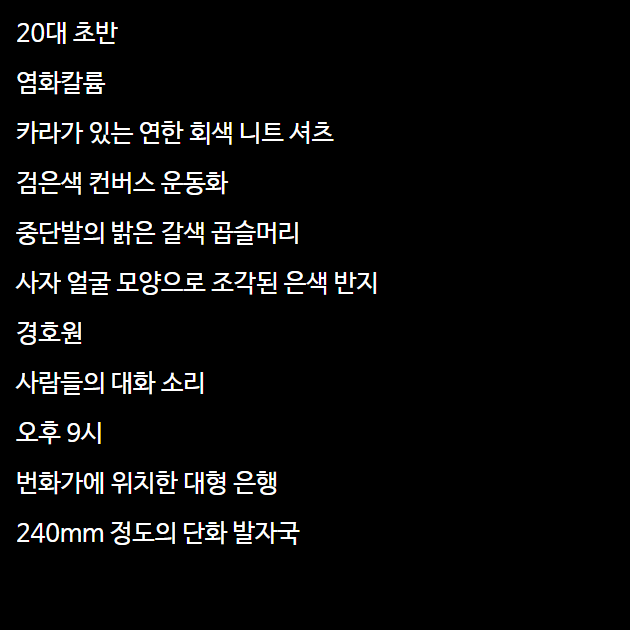 20대 초반
염화칼륨
카라가 있는 연한 회색 니트 셔츠
검은색 컨버스 운동화
중단발의 밝은 갈색 곱슬머리
사자 얼굴 모양으로 조각된 은색 반지
경호원
사람들의 대화 소리
오후 9시
번화가에 위치한 대형 은행
240mm 정도의 단화 발자국